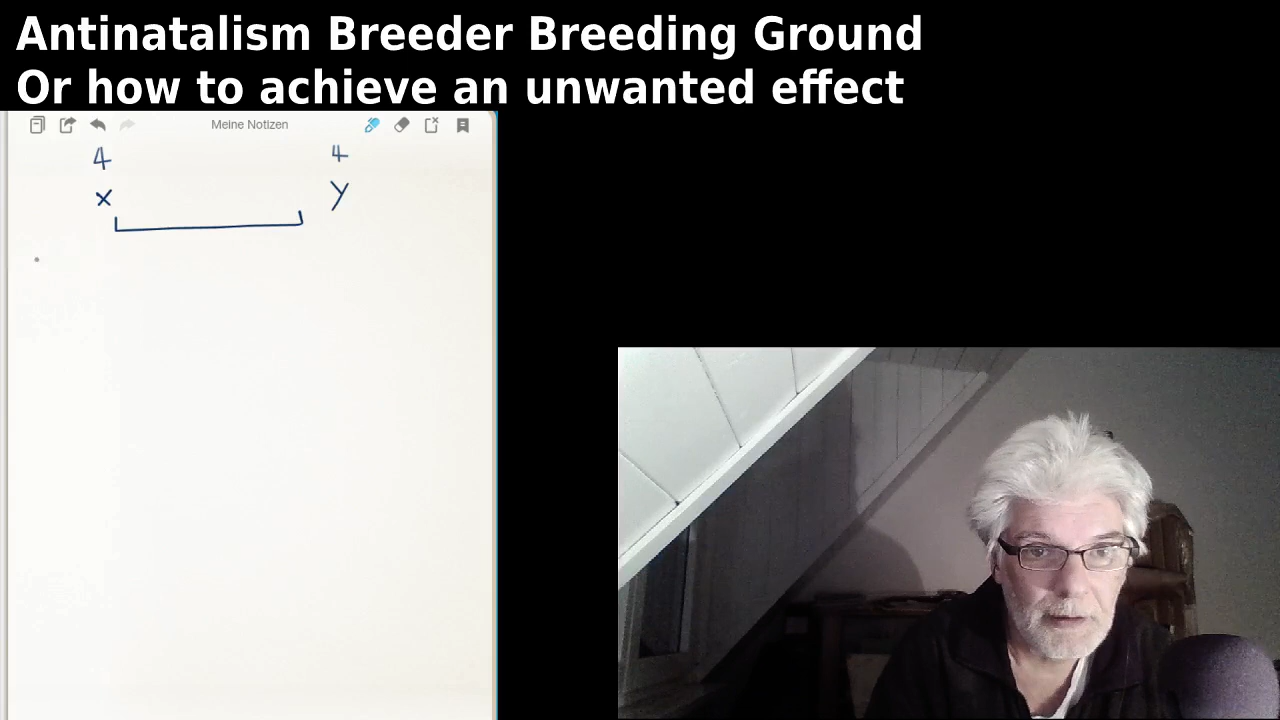 Antinatalism Breeder Breeding Ground
Or how to achieve an unwanted effect
Meine Notizen
4 4
x y